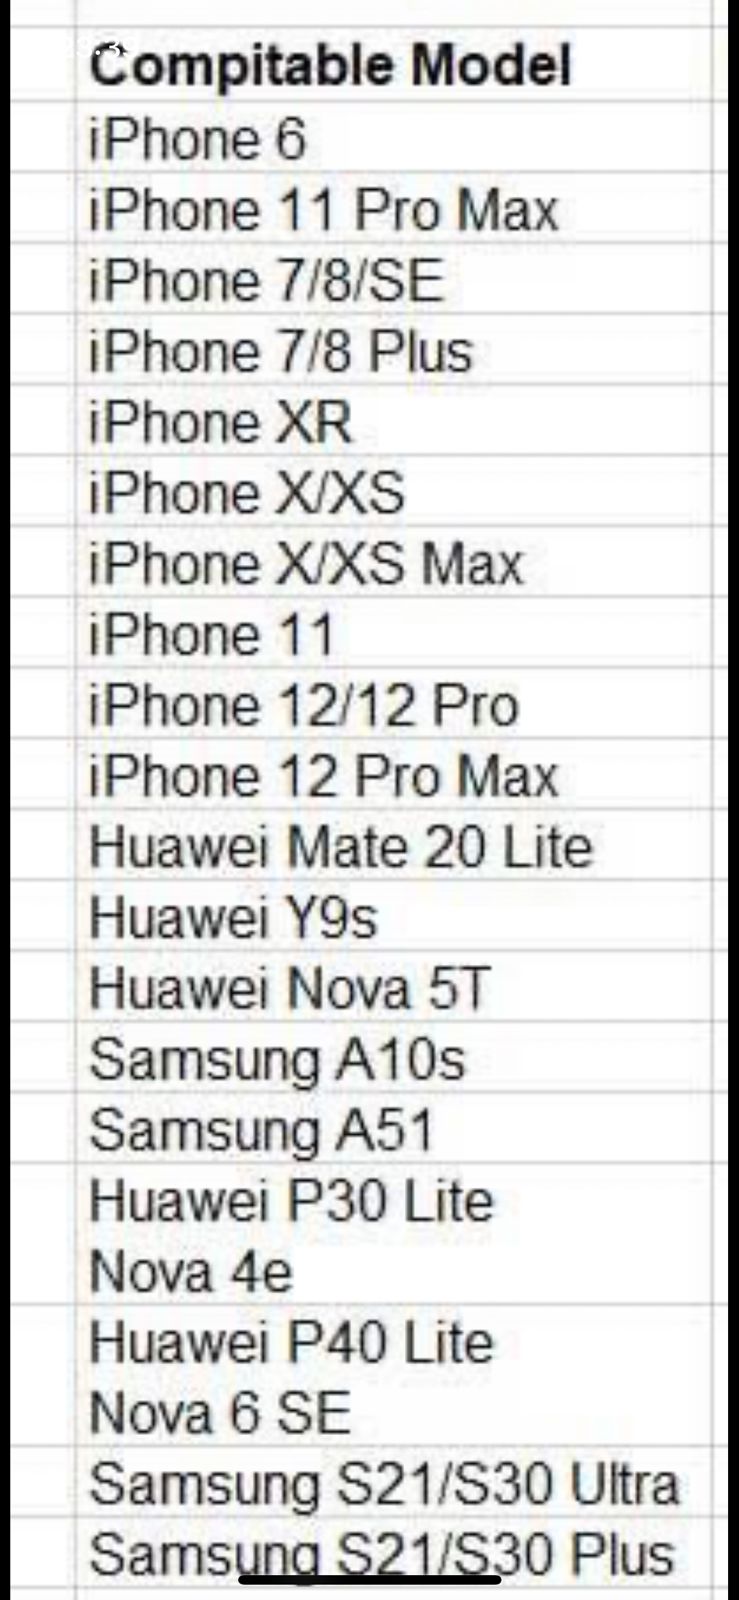 Compitable Model
iPhone 6
iPhone 11 Pro Max
iPhone 7/8/SE
iPhone 7/8 Plus
iPhone XR
iPhone X/XS
iPhone X/XS Max
iPhone 11
iPhone 12/12 Pro
iPhone 12 Pro Max
Huawei Mate 20 Lite
Huawei Y9s
Huawei Nova 5T
Samsung A10s
Samsung A51
Huawei P30 Lite
Nova 4e
Huawei P40 Lite
Nova 6 SE
Samsung S21/S30 Ultra
Samsung S21/S30 Plus